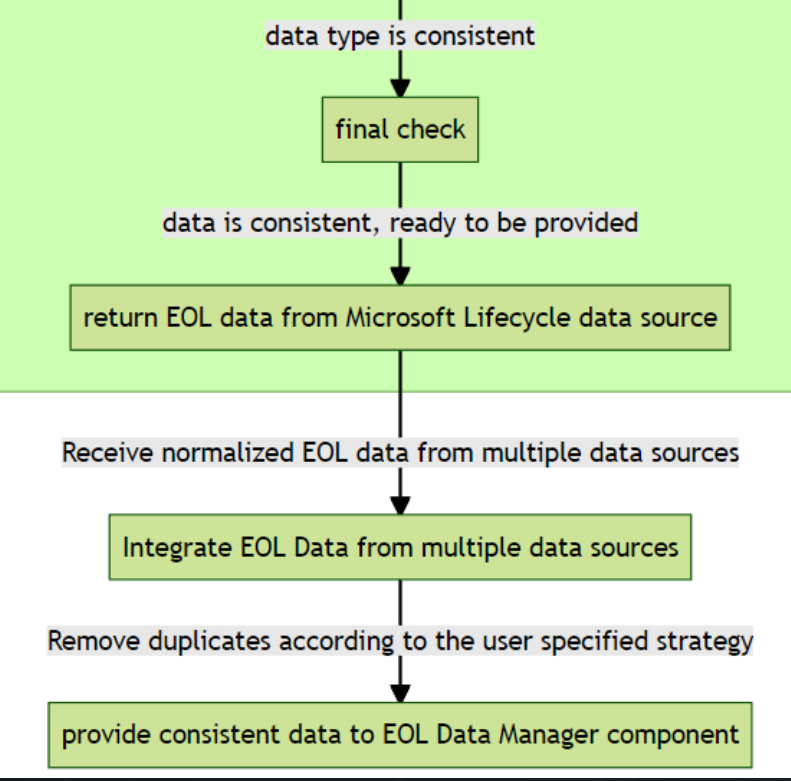 data type is consistent
final check
data is consistent, ready to be provided
return EOL data from Microsoft Lifecycle data source
Receive normalized EOL data from multiple data sources
Integrate EOL Data from multiple data sources
Remove duplicates according to the user specified strategy
provide consistent data to EOL Data Manager component